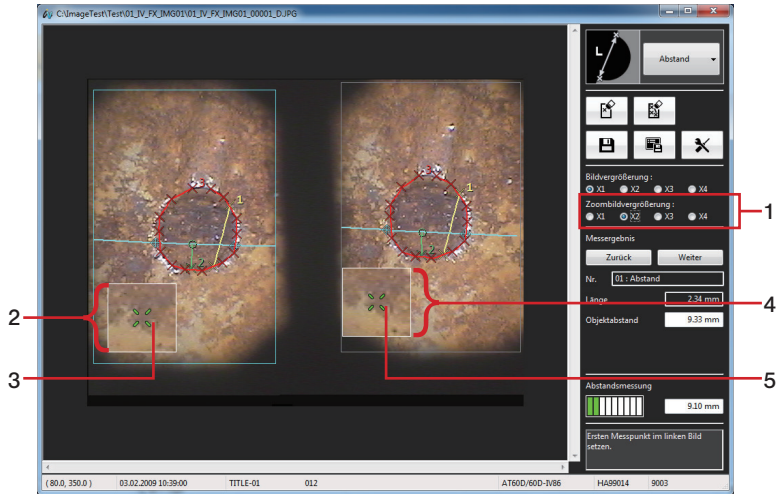 C:\ImageTest\Test\01_IV_FX_IMG01\01_IV_FX_IMG01_00001_D.JPG
L
Abstand
Bildvergrößerung :
X1 X2 X3 X4
Zoombildvergrößerung :
X1 X2 X3 X4
1
Messergebnis
Zurück Weiter
Nr. 01 : Abstand
Länge 2.34 mm
Objektabstand 9.33 mm
Abstandsmessung
9.10 mm
Ersten Messpunkt im linken Bild
setzen.
3
1
2
3
1
2
2
3
4
5
( 80.0, 350.0 ) 03.02.2009 10:39:00 TITLE-01 012 AT60D/60D-IV86 HA99014 9003